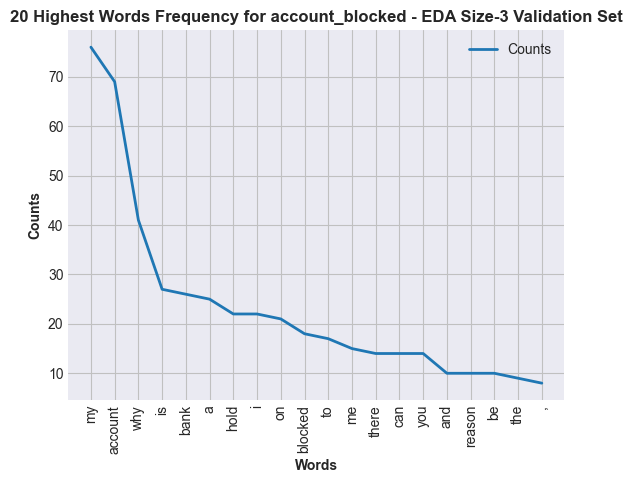 20 Highest Words Frequency for account_blocked - EDA Size-3 Validation Set
Counts
70
60
50
40
30
20
10
Counts
my
account
why
is
bank
a
hold
i
on
blocked
to
me
there
can
you
and
reason
be
the
,
Words